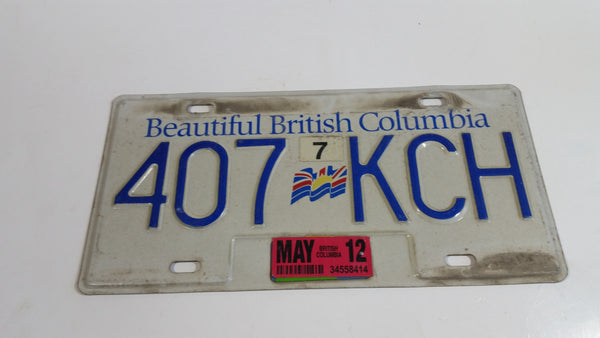 Beautiful British Columbia
407 7 KCH
MAY BRITISH COLUMBIA 12
34558414